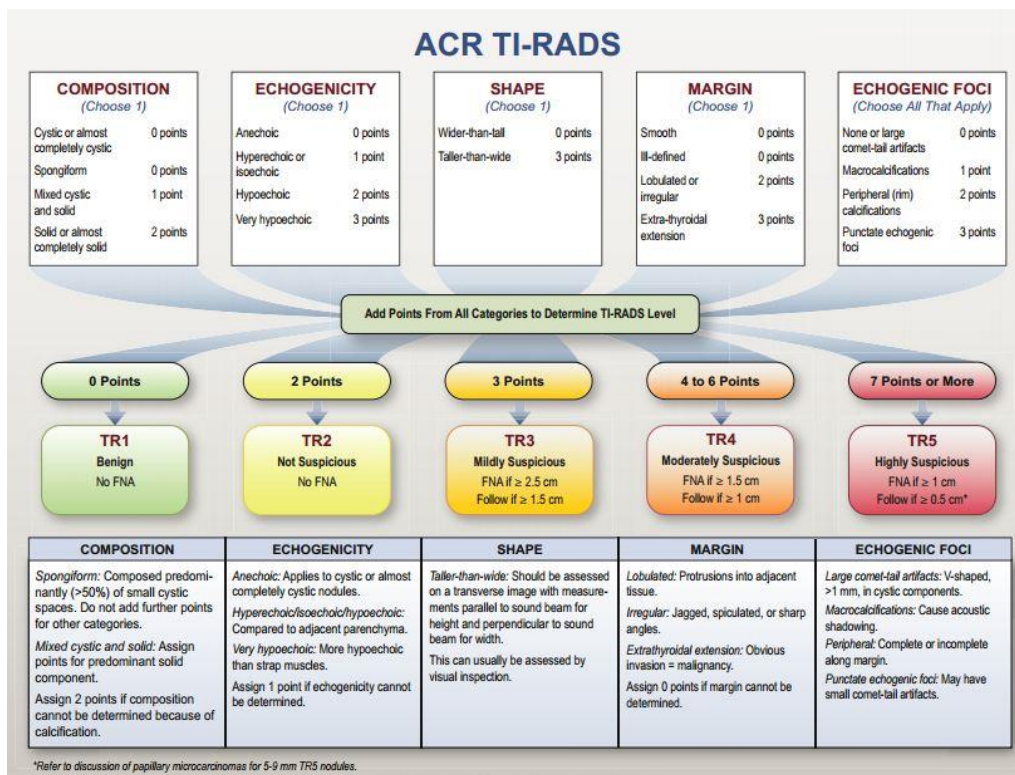 ACR TI-RADS
COMPOSITION
(Choose 1)
Cystic or almost 0 points
completely cystic
Spongiform 0 points
Mixed cystic 1 point
and solid
Solid or almost 2 points
completely solid
ECHOGENICITY
(Choose 1)
Anechoic 0 points
Hyperechoic or 1 point
isoechoic
Hypoechoic 2 points
Very hypoechoic 3 points
SHAPE
(Choose 1)
Wider-than-tall 0 points
Taller-than-wide 3 points
MARGIN
(Choose 1)
Smooth 0 points
Ill-defined 0 points
Lobulated or 2 points
irregular
Extra-thyroidal 3 points
extension
ECHOGENIC FOCI
(Choose All That Apply)
None or large 0 points
comet-tail artifacts
Macrocalcifications 1 point
Peripheral (rim) 2 points
calcifications
Punctate echogenic 3 points
foci
Add Points From All Categories to Determine TI-RADS Level
0 Points
TR1
Benign
No FNA
2 Points
TR2
Not Suspicious
No FNA
3 Points
TR3
Mildly Suspicious
FNA if ≥ 2.5 cm
Follow if ≥ 1.5 cm
4 to 6 Points
TR4
Moderately Suspicious
FNA if ≥ 1.5 cm
Follow if ≥ 1 cm
7 Points or More
TR5
Highly Suspicious
FNA if ≥ 1 cm
Follow if ≥ 0.5 cm*
COMPOSITION
Spongiform: Composed predomi-
nantly (>50%) of small cystic
spaces. Do not add further points
for other categories.
Mixed cystic and solid: Assign
points for predominant solid
component.
Assign 2 points if composition
cannot be determined because of
calcification.
ECHOGENICITY
Anechoic: Applies to cystic or almost
completely cystic nodules.
Hyperechoic/isoechoic/hypoechoic:
Compared to adjacent parenchyma.
Very hypoechoic: More hypoechoic
than strap muscles.
Assign 1 point if echogenicity cannot
be determined.
SHAPE
Taller-than-wide: Should be assessed
on a transverse image with measure-
ments parallel to sound beam for
height and perpendicular to sound
beam for width.
This can usually be assessed by
visual inspection.
MARGIN
Lobulated: Protrusions into adjacent
tissue.
Irregular: Jagged, spiculated, or sharp
angles.
Extrathyroidal extension: Obvious
invasion = malignancy.
Assign 0 points if margin cannot be
determined.
ECHOGENIC FOCI
Large comet-tail artifacts: V-shaped,
>1 mm, in cystic components.
Macrocalcifications: Cause acoustic
shadowing.
Peripheral: Complete or incomplete
along margin.
Punctate echogenic foci: May have
small comet-tail artifacts.
*Refer to discussion of papillary microcarcinomas for 5-9 mm TR5 nodules.